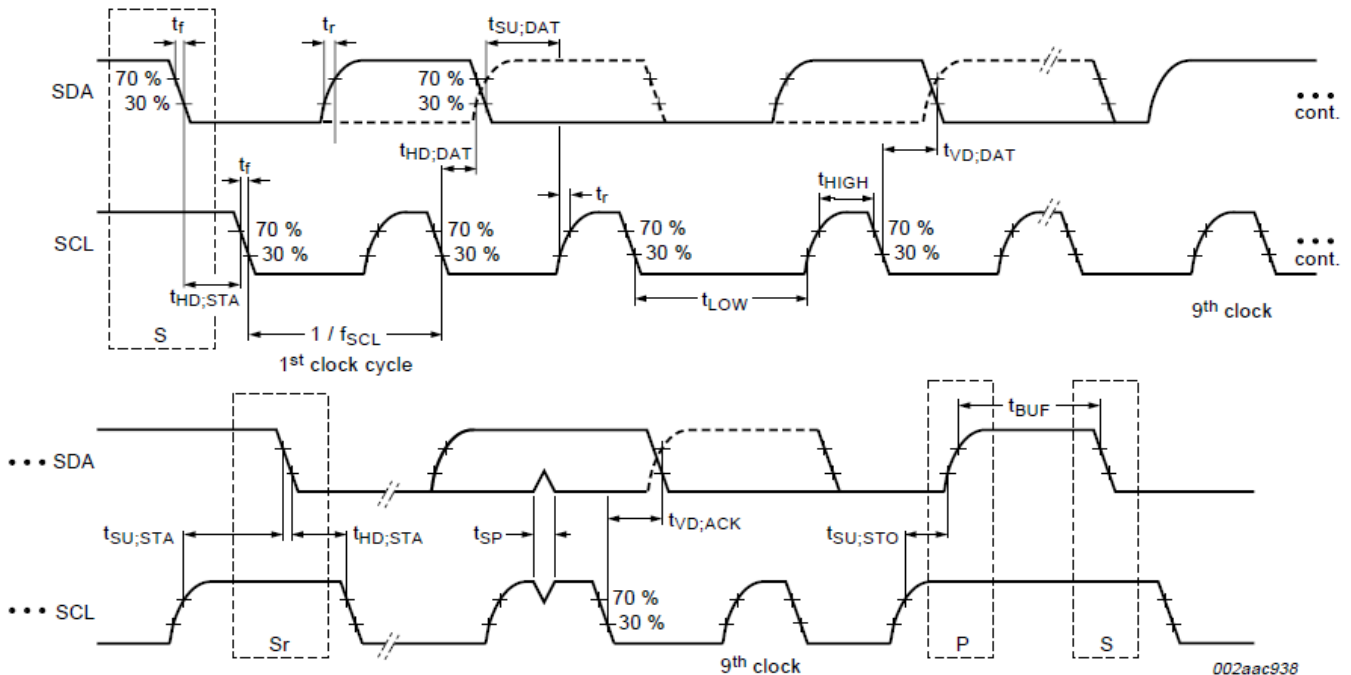 tf tr tSU;DAT
70 % 70 %
SDA
30 % 30 %
cont.
tHD;DAT tVD;DAT
tf tHIGH
tr
70 % 70 % 70 % 70 %
SCL
30 % 30 % 30 % 30 %
cont.
tHD;STA tLOW
9th clock
S 1 / fSCL
1st clock cycle
tBUF
••• SDA
tSU;STA tHD;STA tSP tVD;ACK tSU;STO
70 %
••• SCL
30 %
Sr P S
9th clock
002aac938